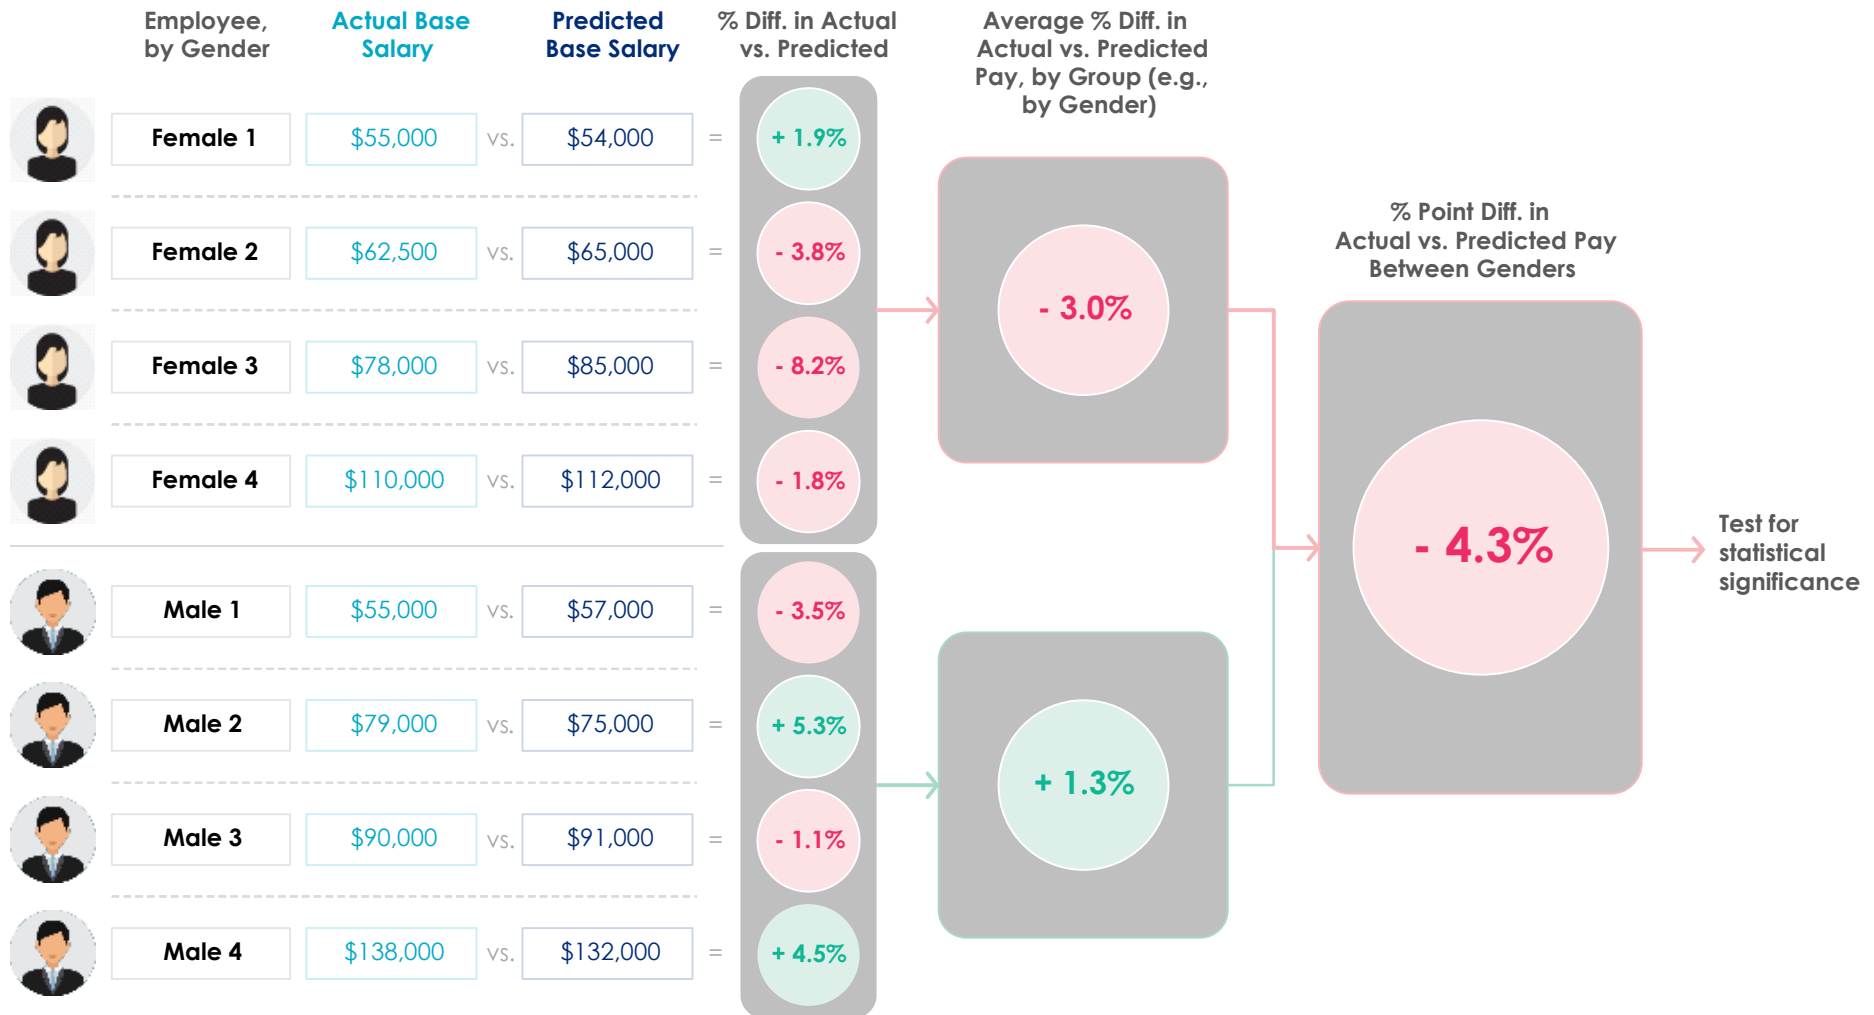 Employee,
by Gender
Actual Base
Salary
Predicted
Base Salary
% Diff. in Actual
vs. Predicted
Average % Diff. in
Actual vs. Predicted
Pay, by Group (e.g.,
by Gender)
Female 1 $55,000 vs. $54,000 = + 1.9%
Female 2 $62,500 vs. $65,000 = - 3.8%
Female 3 $78,000 vs. $85,000 = - 8.2%
Female 4 $110,000 vs. $112,000 = - 1.8%
- 3.0%
Male 1 $55,000 vs. $57,000 = - 3.5%
Male 2 $79,000 vs. $75,000 = + 5.3%
Male 3 $90,000 vs. $91,000 = - 1.1%
Male 4 $138,000 vs. $132,000 = + 4.5%
+ 1.3%
% Point Diff. in
Actual vs. Predicted Pay
Between Genders
- 4.3%
Test for
statistical
significance